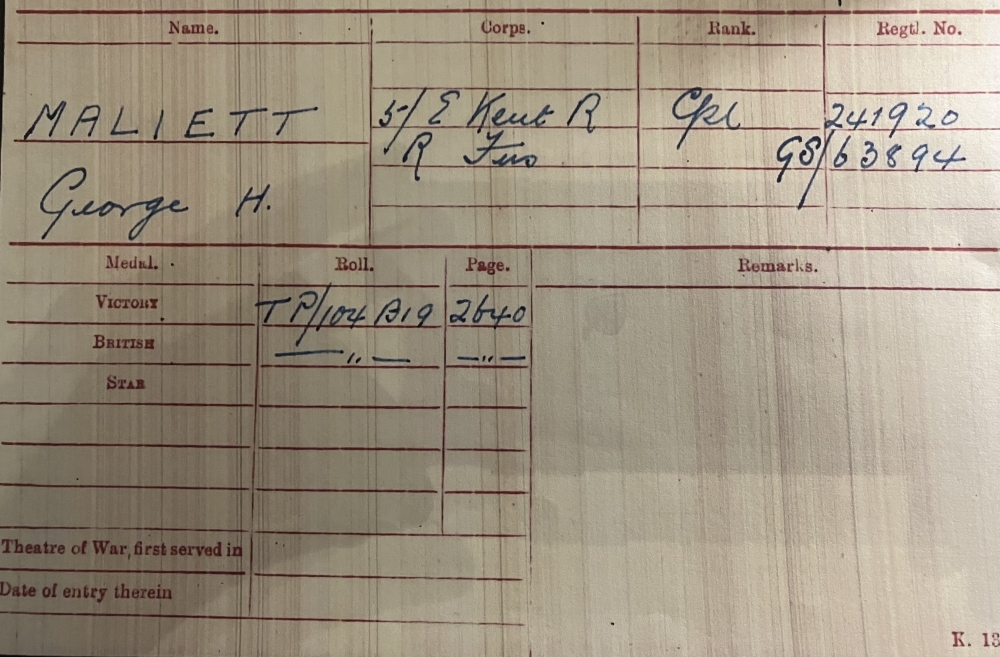 Name. Corps. Rank. Regtl. No.
MALIETT 5/E Kent R Cpl 241920
R Fus GS/63894
George H.
Medal. Roll. Page. Remarks.
VICTORY TP/104 B19 2640
BRITISH —„— —„—
STAR
Theatre of War, first served in
Date of entry therein
K. 13